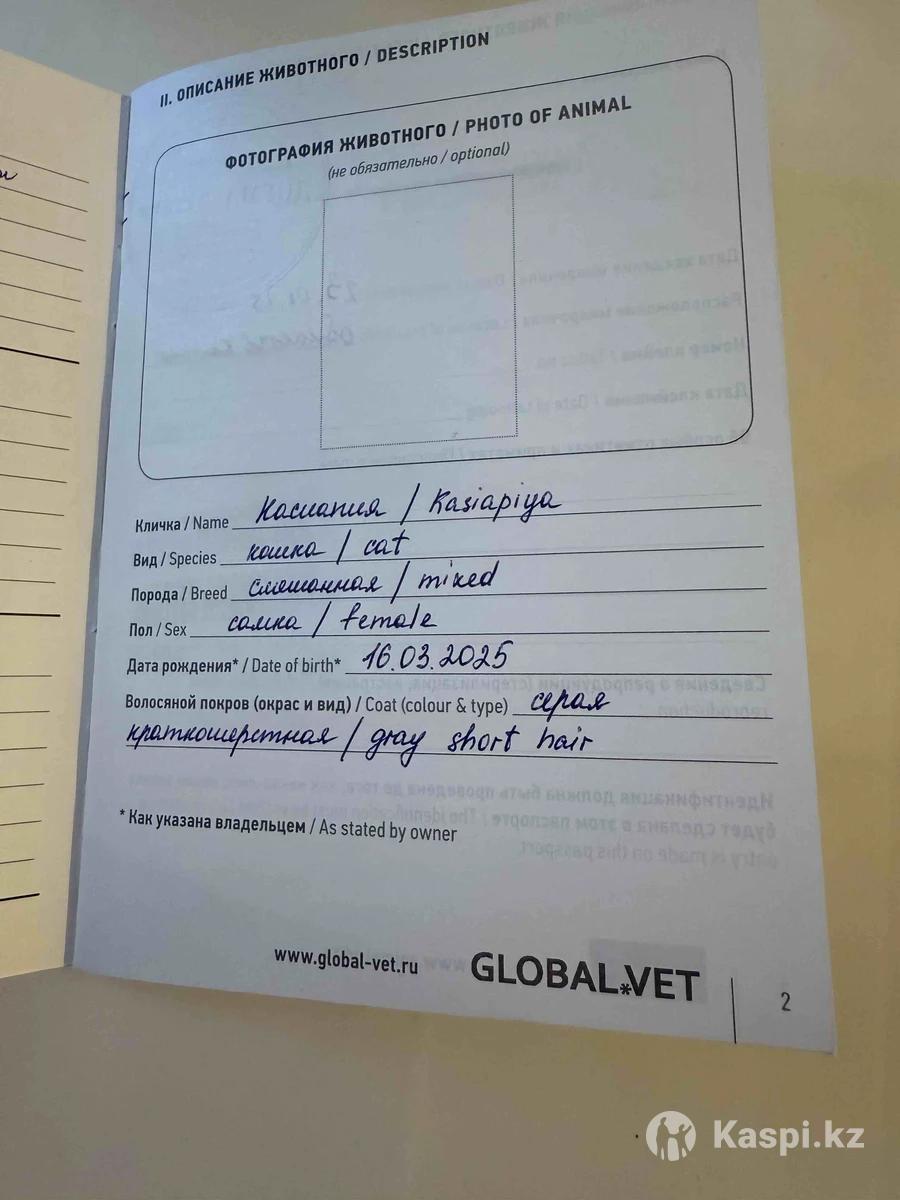 II. ОПИСАНИЕ ЖИВОТНОГО / DESCRIPTION
ФОТОГРАФИЯ ЖИВОТНОГО / PHOTO OF ANIMAL
(не обязательно / optional)
Кличка / Name Касиапия / Kasiapiya
Вид / Species кошка / cat
Порода / Breed смешанная / mixed
Пол / Sex самка / female
Дата рождения* / Date of birth* 16.03.2025
Волосяной покров (окрас и вид) / Coat (colour & type) серая
краткошерстная / gray short hair
* Как указана владельцем / As stated by owner
www.global-vet.ru GLOBAL*VET
2
Kaspi.kz